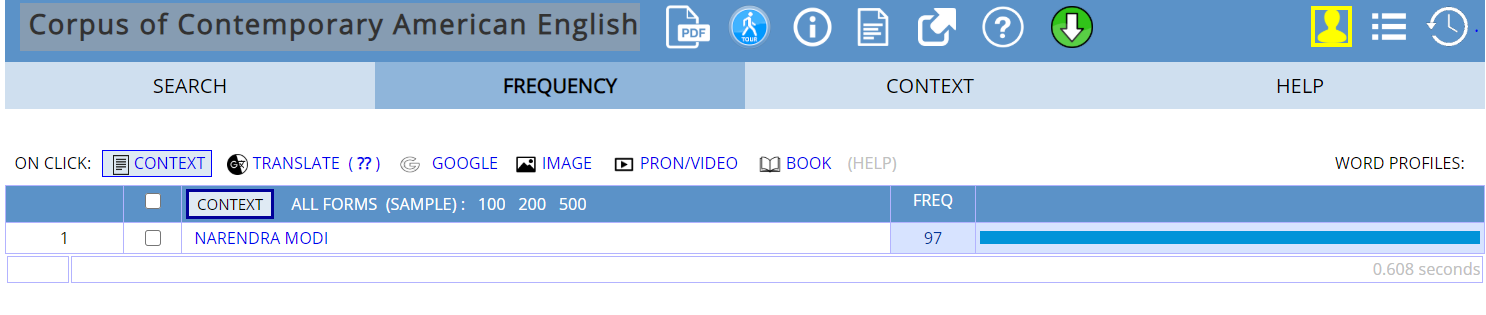 Corpus of Contemporary American English PDF TOUR
SEARCH FREQUENCY CONTEXT HELP
ON CLICK: CONTEXT TRANSLATE (??) GOOGLE IMAGE PRON/VIDEO BOOK (HELP) WORD PROFILES:
CONTEXT ALL FORMS (SAMPLE) : 100 200 500 FREQ
1 NARENDRA MODI 97
0.608 seconds